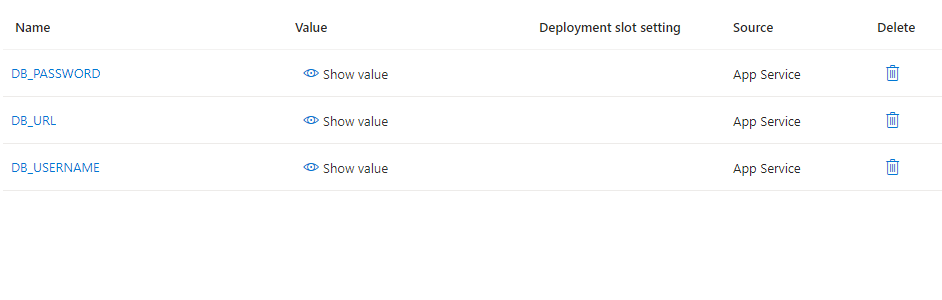 Name Value Deployment slot setting Source Delete
DB_PASSWORD Show value App Service
DB_URL Show value App Service
DB_USERNAME Show value App Service